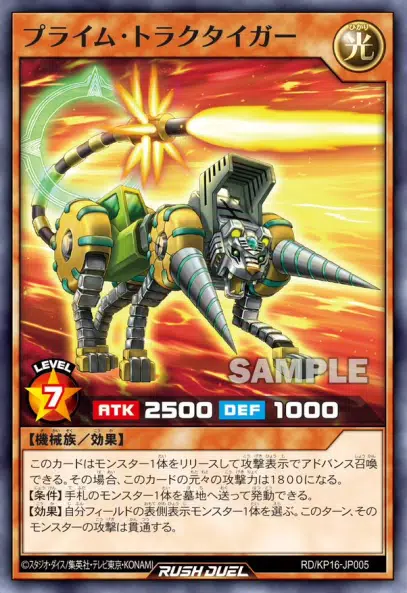 プライム・トラクタイガー
ひかり
光
SAMPLE
LEVEL
7
ATK 2500 DEF 1000
【機械族／効果】
このカードはモンスター1体をリリースして攻撃表示でアドバンス召喚
できる。その場合、このカードの元々の攻撃力は1800になる。
【条件】手札のモンスター1体を墓地へ送って発動できる。
【効果】自分フィールドの表側表示モンスター1体を選ぶ。このターン、その
モンスターの攻撃は貫通する。
©スタジオ・ダイス/集英社・テレビ東京・KONAMI
RUSH DUEL
RD/KP16-JP005